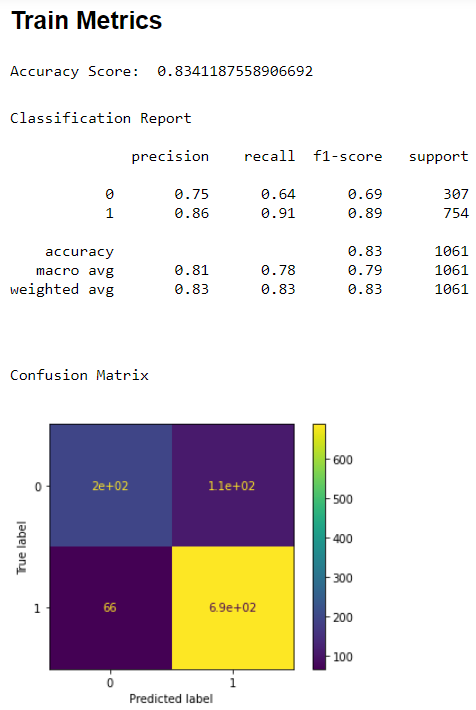 Train Metrics
Accuracy Score:  0.8341187558906692
Classification Report
precision recall f1-score support
0 0.75 0.64 0.69 307
1 0.86 0.91 0.89 754
accuracy 0.83 1061
macro avg 0.81 0.78 0.79 1061
weighted avg 0.83 0.83 0.83 1061
Confusion Matrix
0 2e+02 1.1e+02
1 66 6.9e+02
True label
0 1
Predicted label
600
500
400
300
200
100